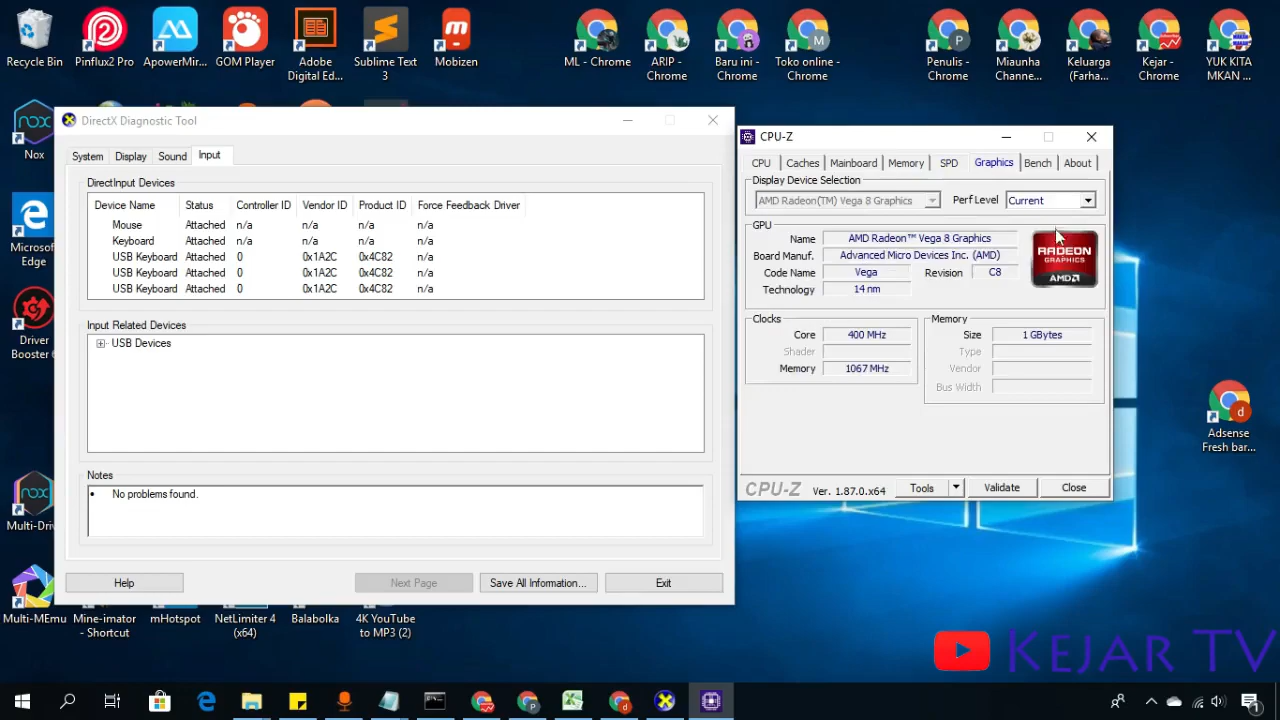 Recycle Bin
Pinflux2 Pro
ApowerMir...
GOM Player
Adobe
Digital Ed...
Sublime Text
3
Mobizen
ML - Chrome
ARIP -
Chrome
Baru ini -
Chrome
Toko online -
Chrome
Penulis -
Chrome
Miaunha
Channe...
Keluarga
(Farha...
Kejar -
Chrome
YUK KITA
MKAN ...
Nox
Microsof
Edge
Driver
Booster 6
Multi-Driv
Multi-MEmu
Mine-imator
- Shortcut
mHotspot
NetLimiter 4
(x64)
Balabolka
4K YouTube
to MP3 (2)
Adsense
Fresh bar...
DirectX Diagnostic Tool
System
Display
Sound
Input
DirectInput Devices
Device Name Status Controller ID Vendor ID Product ID Force Feedback Driver
Mouse Attached n/a n/a n/a n/a
Keyboard Attached n/a n/a n/a n/a
USB Keyboard Attached 0 0x1A2C 0x4C82 n/a
USB Keyboard Attached 0 0x1A2C 0x4C82 n/a
USB Keyboard Attached 0 0x1A2C 0x4C82 n/a
Input Related Devices
USB Devices
Notes
No problems found.
Help
Next Page
Save All Information...
Exit
CPU-Z
CPU
Caches
Mainboard
Memory
SPD
Graphics
Bench
About
Display Device Selection
AMD Radeon(TM) Vega 8 Graphics
Perf Level Current
GPU
Name AMD Radeon™ Vega 8 Graphics
Board Manuf. Advanced Micro Devices Inc. (AMD)
Code Name Vega Revision C8
Technology 14 nm
RADEON
GRAPHICS
AMD
Clocks
Core 400 MHz
Shader
Memory 1067 MHz
Memory
Size 1 GBytes
Type
Vendor
Bus Width
CPU-Z Ver. 1.87.0.x64
Tools
Validate
Close
KEJAR TV